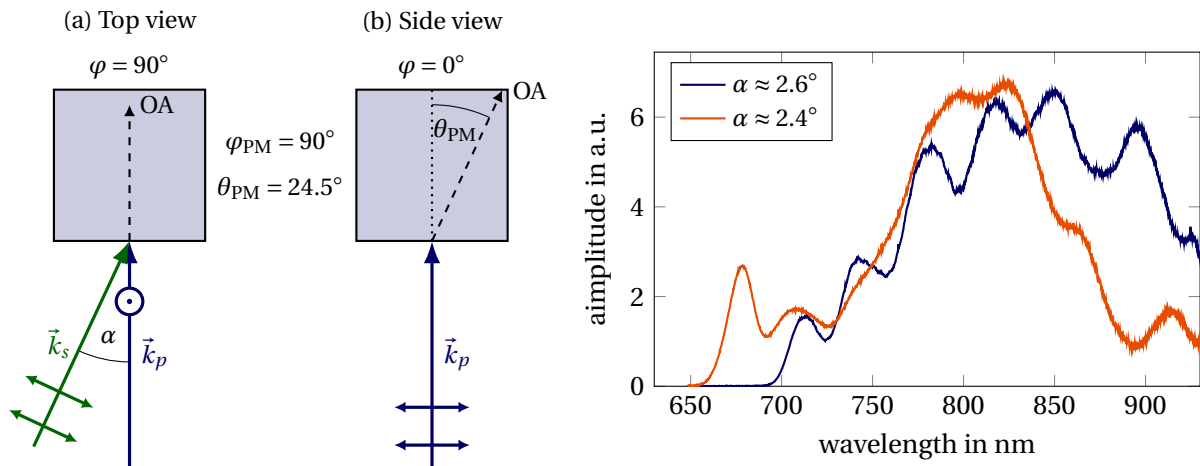 (a) Top view
(b) Side view
φ = 90°
φ = 0°
OA
OA
θPM
φPM = 90°
θPM = 24.5°
α
k⃗s
k⃗p
k⃗p
α ≈ 2.6°
α ≈ 2.4°
aimplitude in a.u.
6
4
2
0
650
700
750
800
850
900
wavelength in nm